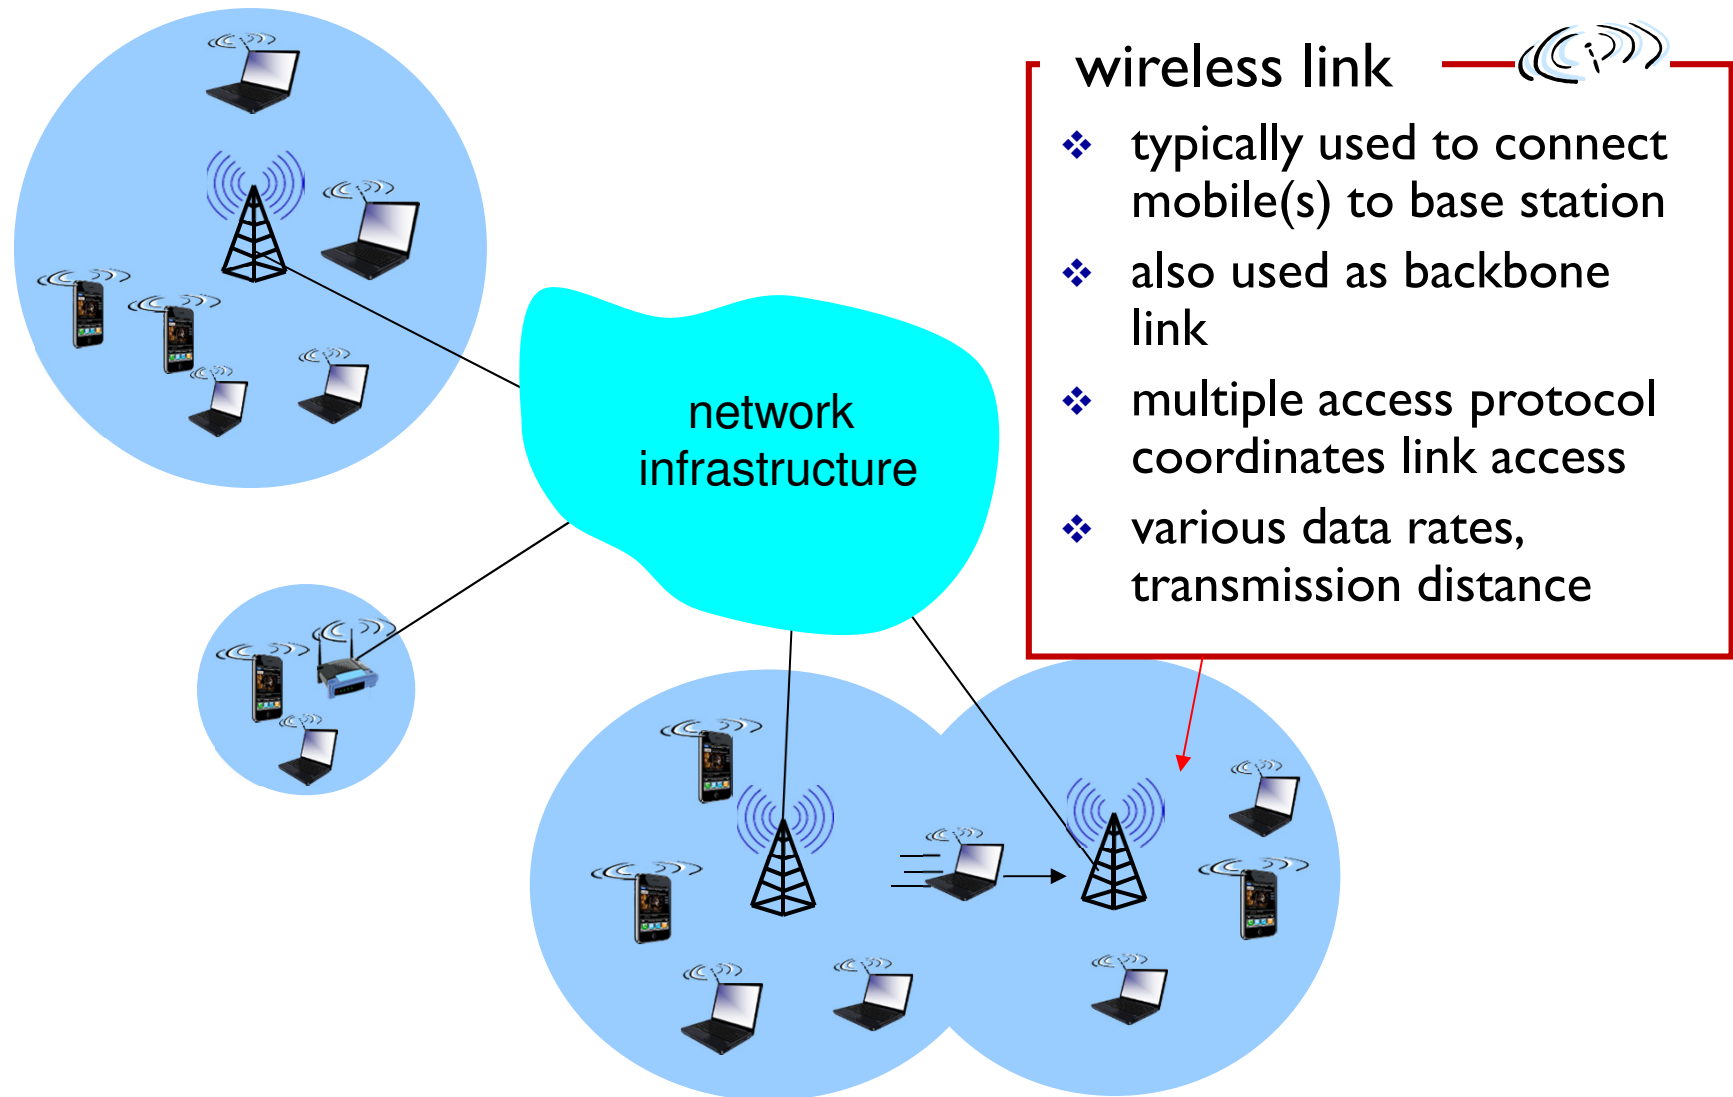 wireless link
typically used to connect
mobile(s) to base station
also used as backbone
link
multiple access protocol
coordinates link access
various data rates,
transmission distance
network
infrastructure